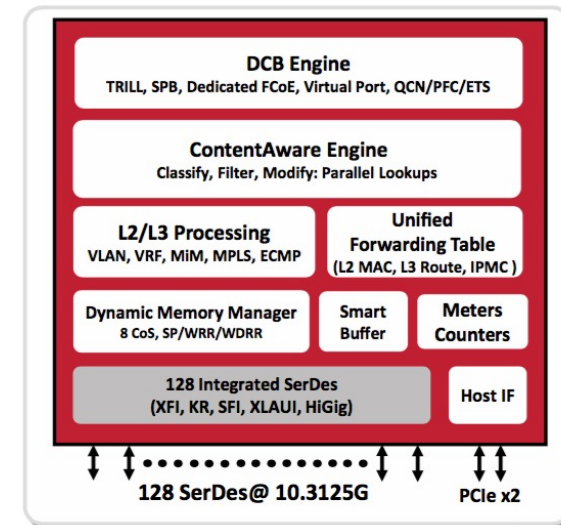 DCB Engine
TRILL, SPB, Dedicated FCoE, Virtual Port, QCN/PFC/ETS
ContentAware Engine
Classify, Filter, Modify: Parallel Lookups
L2/L3 Processing
VLAN, VRF, MiM, MPLS, ECMP
Unified
Forwarding Table
(L2 MAC, L3 Route, IPMC )
Dynamic Memory Manager
8 CoS, SP/WRR/WDRR
Smart
Buffer
Meters
Counters
128 Integrated SerDes
(XFI, KR, SFI, XLAUI, HiGig)
Host IF
128 SerDes@ 10.3125G
PCIe x2